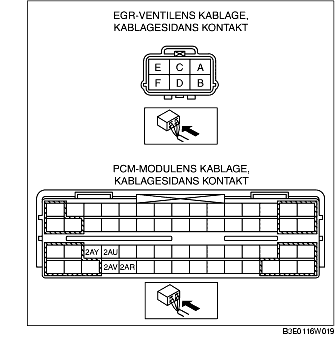 EGR-VENTILENS KABLAGE,
KABLAGESIDANS KONTAKT
E C A
F D B
PCM-MODULENS KABLAGE,
KABLAGESIDANS KONTAKT
2AY 2AU
2AV 2AR
B3E0116W019